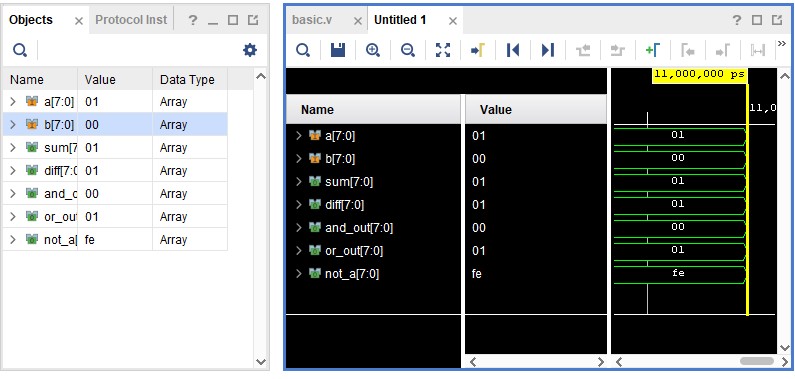 Objects
Protocol Inst
Name Value Data Type
a[7:0] 01 Array
b[7:0] 00 Array
sum[7 01 Array
diff[7:0] 01 Array
and_o 00 Array
or_out 01 Array
not_a[ fe Array
basic.v
Untitled 1
11,000,000 ps
11,0
Name Value
a[7:0] 01 01
b[7:0] 00 00
sum[7:0] 01 01
diff[7:0] 01 01
and_out[7:0] 00 00
or_out[7:0] 01 01
not_a[7:0] fe fe